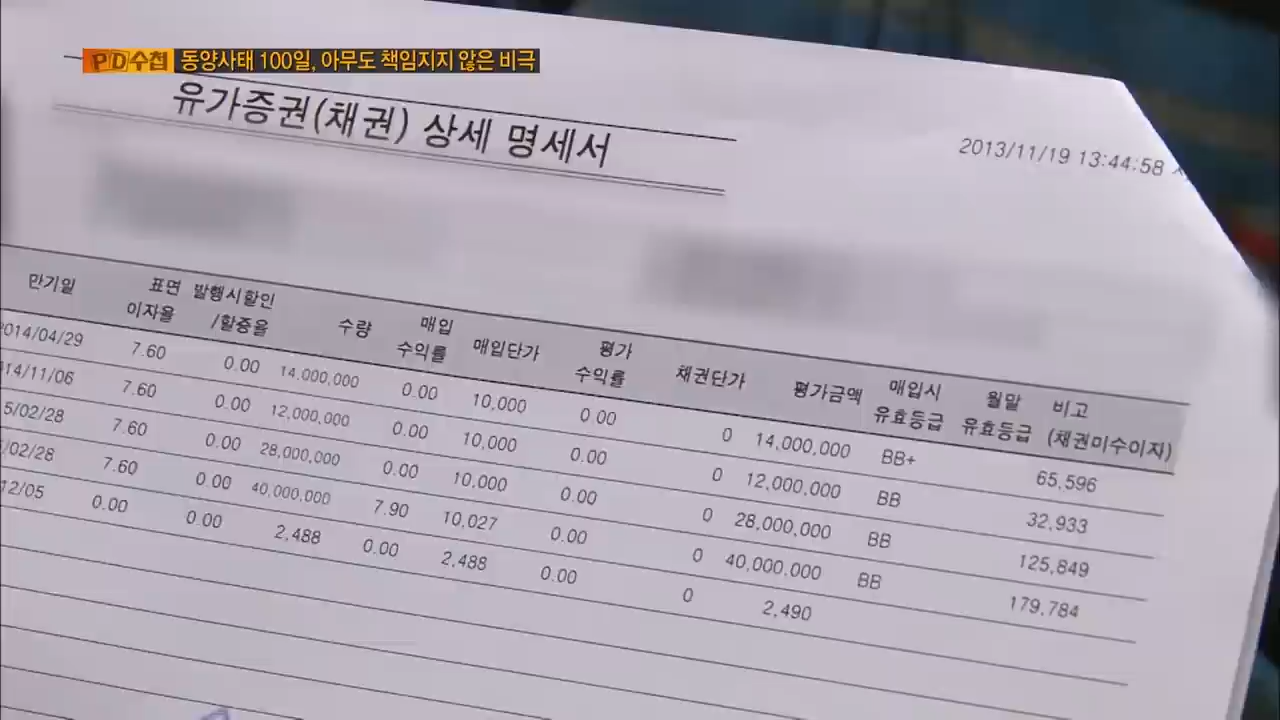 PD수첩 동양사태 100일, 아무도 책임지지 않은 비극
유가증권(채권) 상세 명세서
2013/11/19 13:44:58
만기일 표면 이자율 발행시할인 /할증율 수량 매입 수익률 매입단가 평가 수익률 채권단가 평가금액 매입시 유효등급 월말 유효등급 비고 (채권미수이자)
2014/04/29 7.60 0.00 14,000,000 0.00 10,000 0.00 0 14,000,000 BB+ 65,596
14/11/06 7.60 0.00 12,000,000 0.00 10,000 0.00 0 12,000,000 BB 32,933
5/02/28 7.60 0.00 28,000,000 0.00 10,000 0.00 0 28,000,000 BB 125,849
/02/28 7.60 0.00 40,000,000 7.90 10,027 0.00 0 40,000,000 BB 179,784
12/05 0.00 0.00 2,488 0.00 2,488 0.00 0 2,490